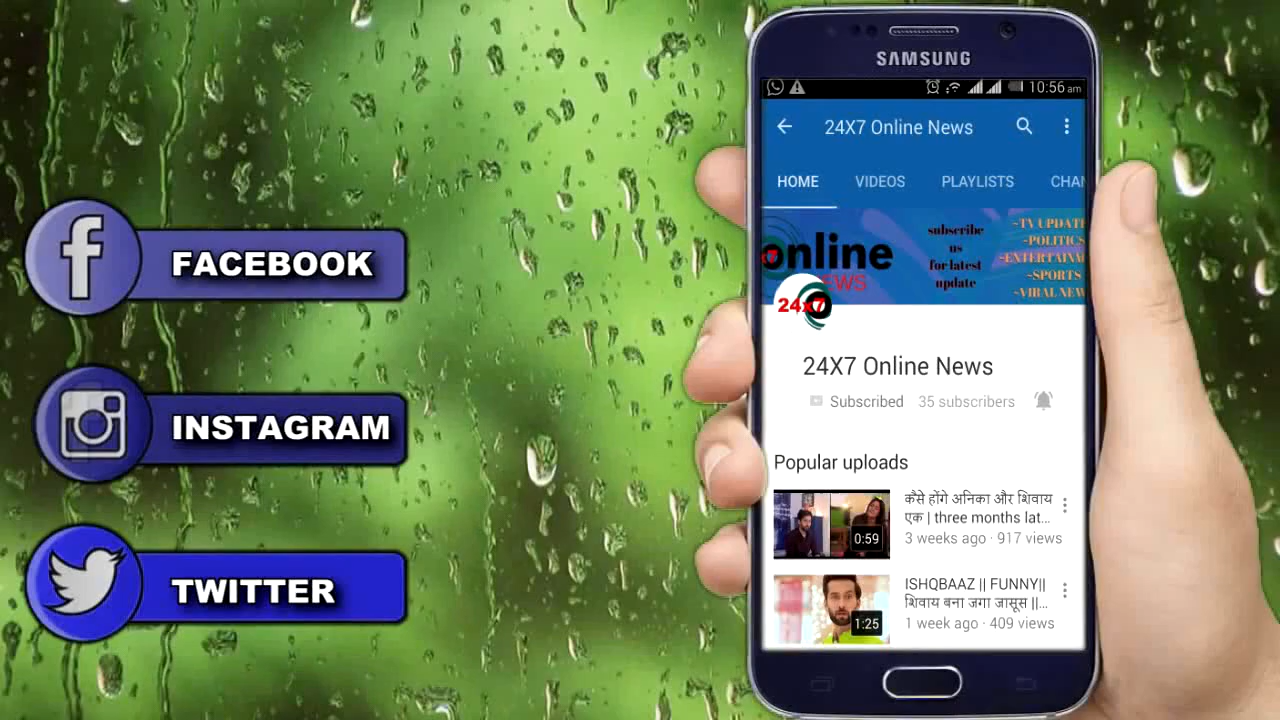 FACEBOOK
INSTAGRAM
TWITTER
SAMSUNG
10:56 am
24X7 Online News
HOME VIDEOS PLAYLISTS CHAN
online
NEWS
24x7
subscribe
us
for latest
update
~TV UPDATE
~POLITICS
~ENTERTAINM
~SPORTS
~VIRAL NEW
24X7 Online News
Subscribed 35 subscribers
Popular uploads
0:59
कैसे होंगे अनिका और शिवाय
एक | three months lat...
3 weeks ago · 917 views
1:25
ISHQBAAZ || FUNNY||
शिवाय बना जगा जासूस ||...
1 week ago · 409 views